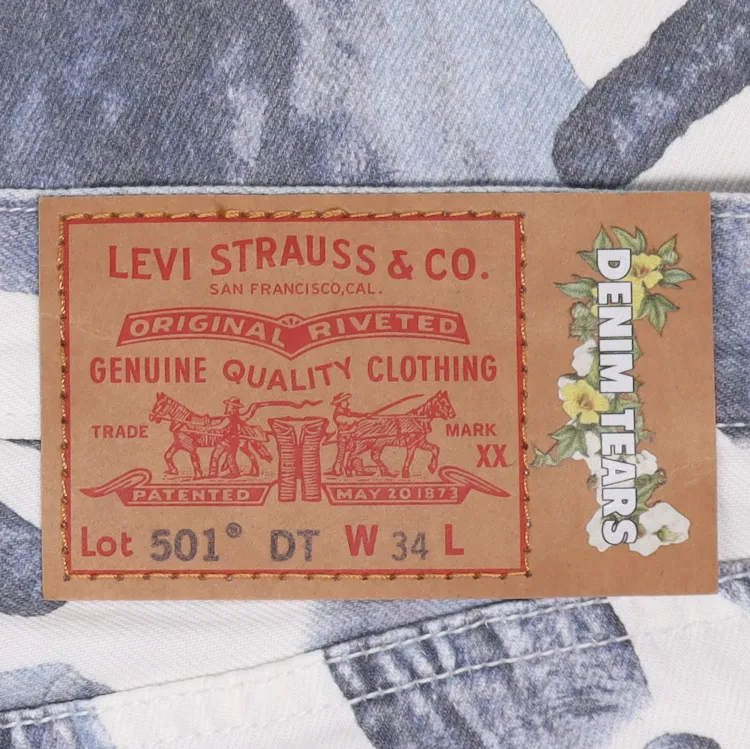 LEVI STRAUSS & CO.
SAN FRANCISCO, CAL.
ORIGINAL RIVETED
GENUINE QUALITY CLOTHING
TRADE MARK
XX
PATENTED MAY 20 1873
Lot 501® DT W 34 L
DENIM TEARS